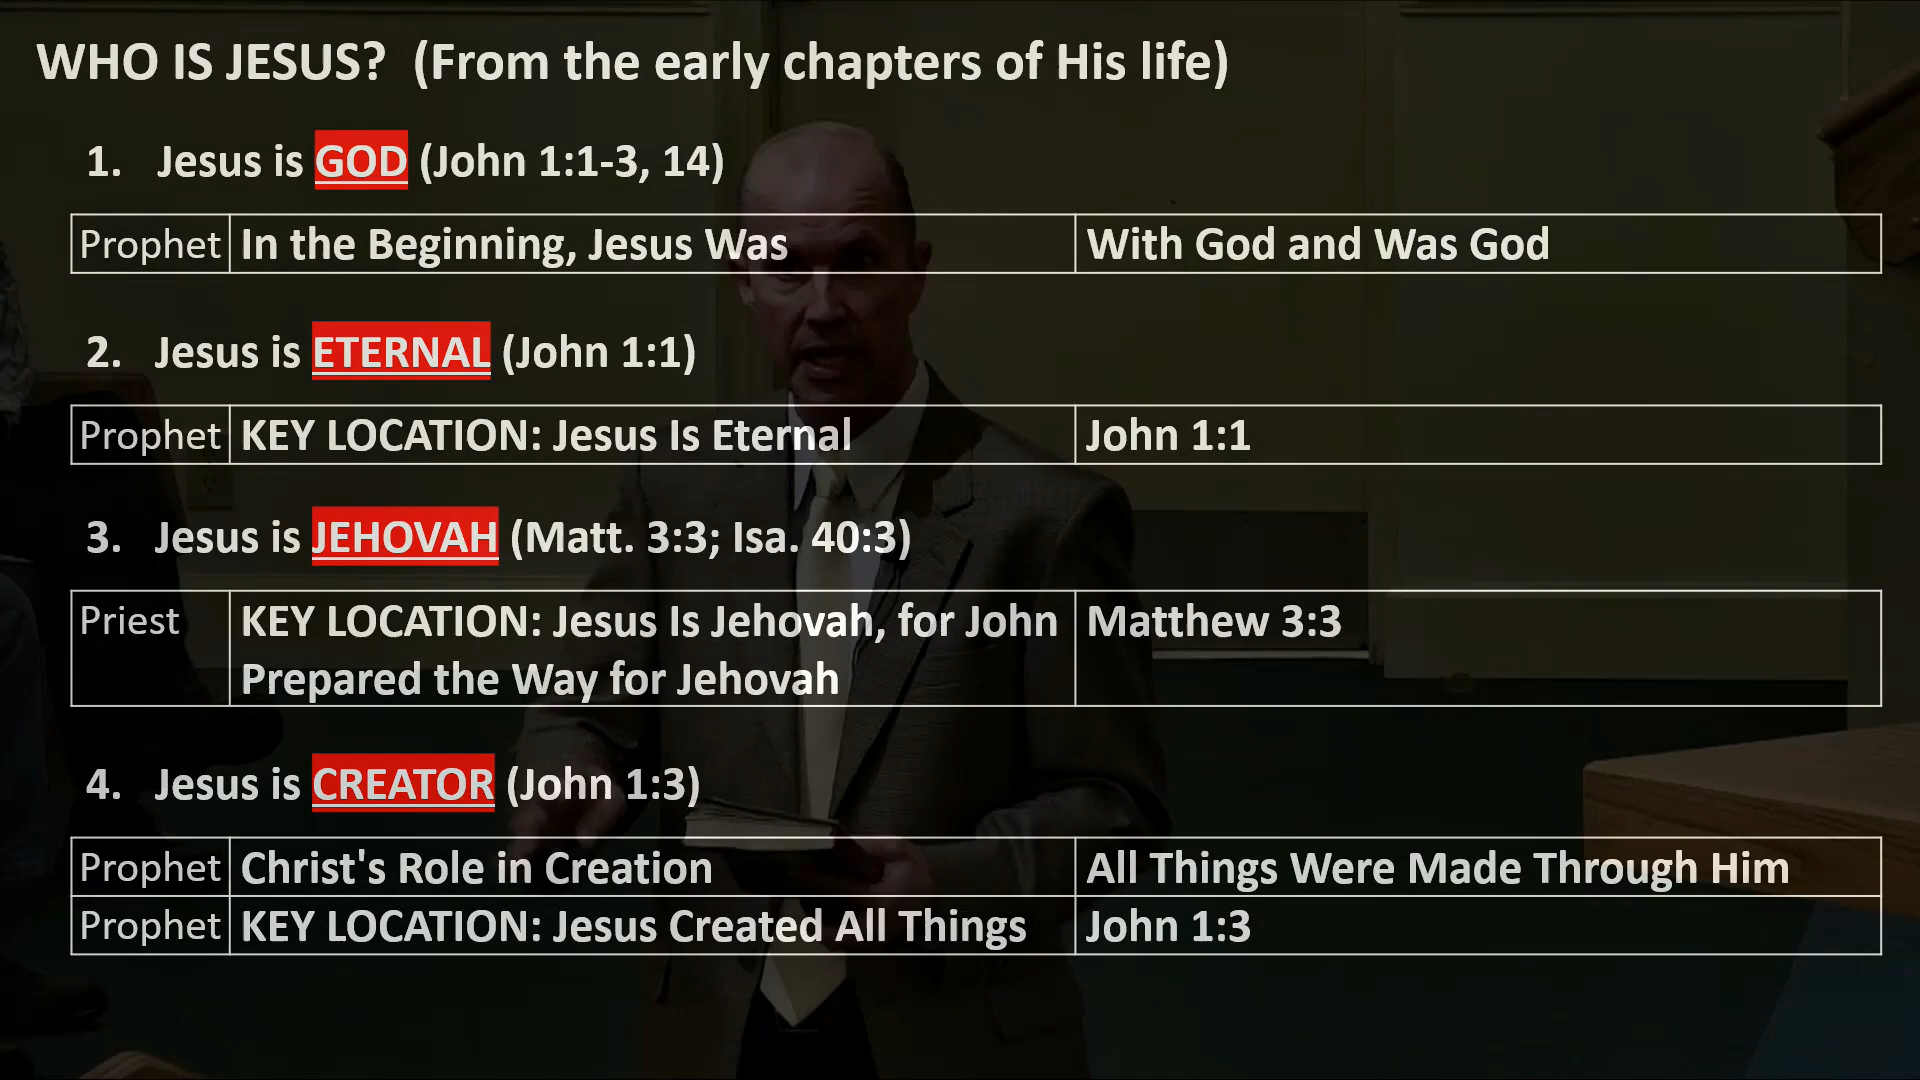 WHO IS JESUS? (From the early chapters of His life)
1. Jesus is GOD (John 1:1-3, 14)
Prophet In the Beginning, Jesus Was With God and Was God
2. Jesus is ETERNAL (John 1:1)
Prophet KEY LOCATION: Jesus Is Eternal John 1:1
3. Jesus is JEHOVAH (Matt. 3:3; Isa. 40:3)
Priest KEY LOCATION: Jesus Is Jehovah, for John Matthew 3:3
Prepared the Way for Jehovah
4. Jesus is CREATOR (John 1:3)
Prophet Christ's Role in Creation All Things Were Made Through Him
Prophet KEY LOCATION: Jesus Created All Things John 1:3